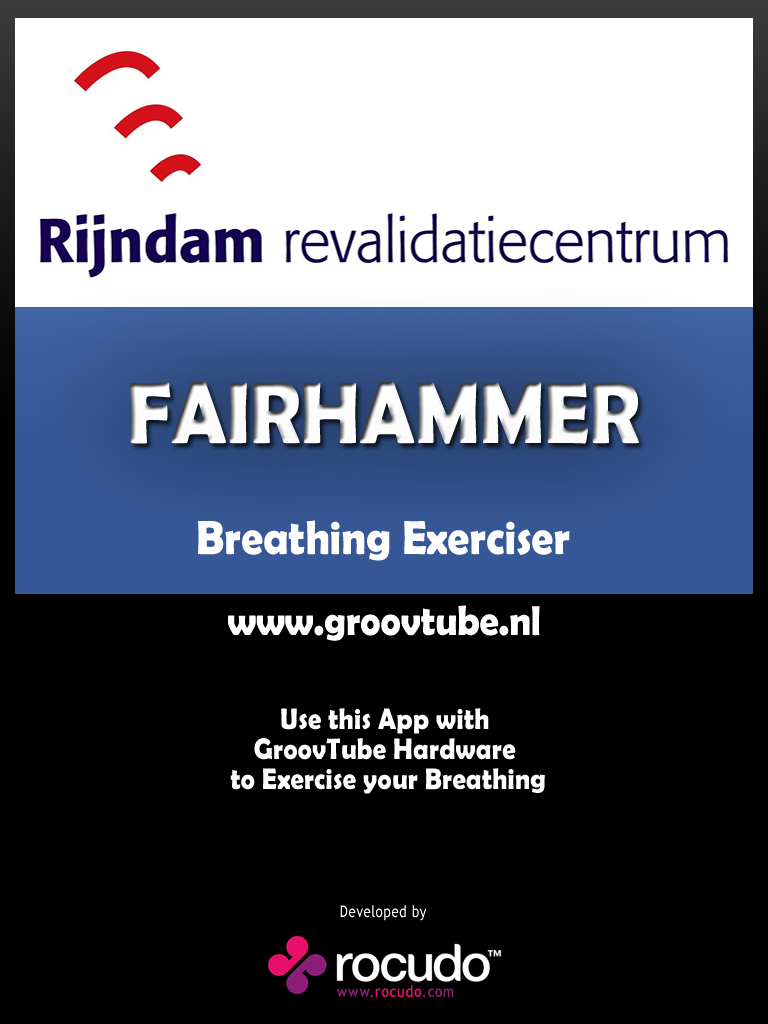 Rijndam revalidatiecentrum
FAIRHAMMER
Breathing Exerciser
www.groovtube.nl
Use this App with
GroovTube Hardware
to Exercise your Breathing
Developed by
rocudo™
www.rocudo.com